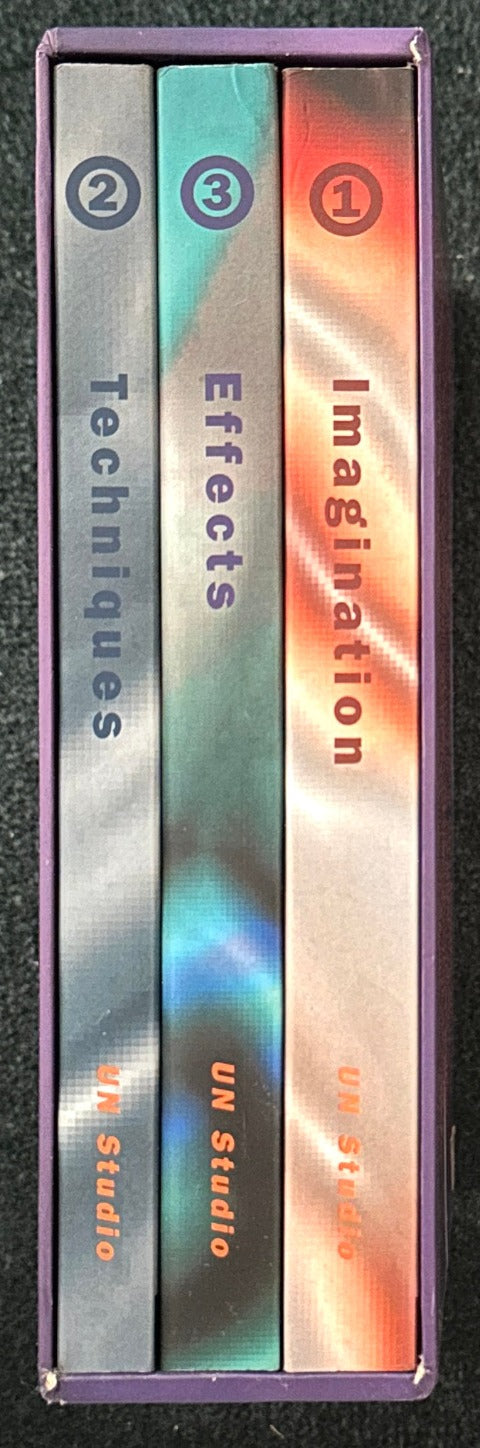 2
Techniques
UN Studio
3
Effects
UN Studio
1
Imagination
UN Studio